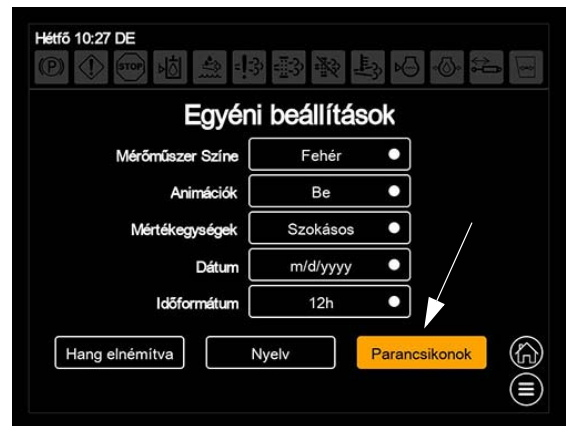 Hétfő 10:27 DE
STOP
Egyéni beállítások
Mérőműszer Színe Fehér
Animációk Be
Mértékegységek Szokásos
Dátum m/d/yyyy
Időformátum 12h
Hang elnémítva Nyelv Parancsikonok